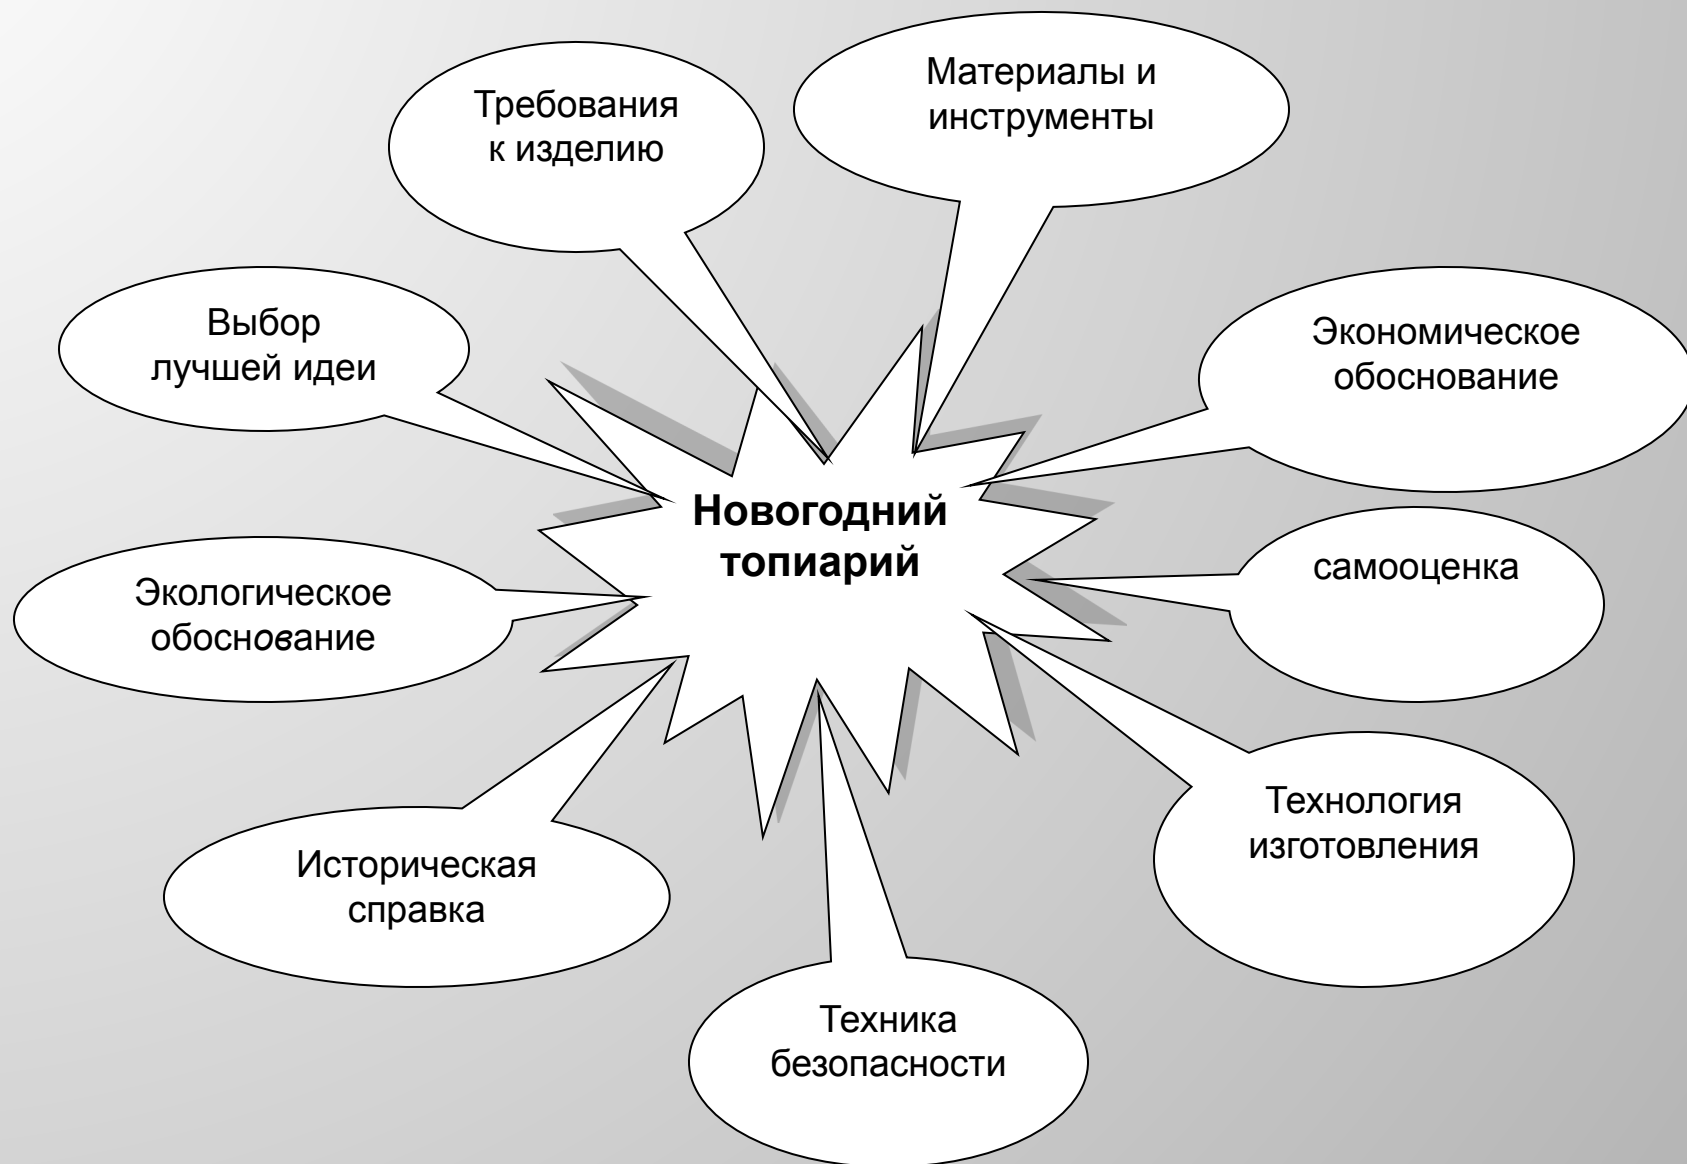 Материалы и
инструменты
Требования
к изделию
Выбор
лучшей идеи
Экономическое
обоснование
Новогодний
топиарий
самооценка
Экологическое
обоснование
Технология
изготовления
Историческая
справка
Техника
безопасности